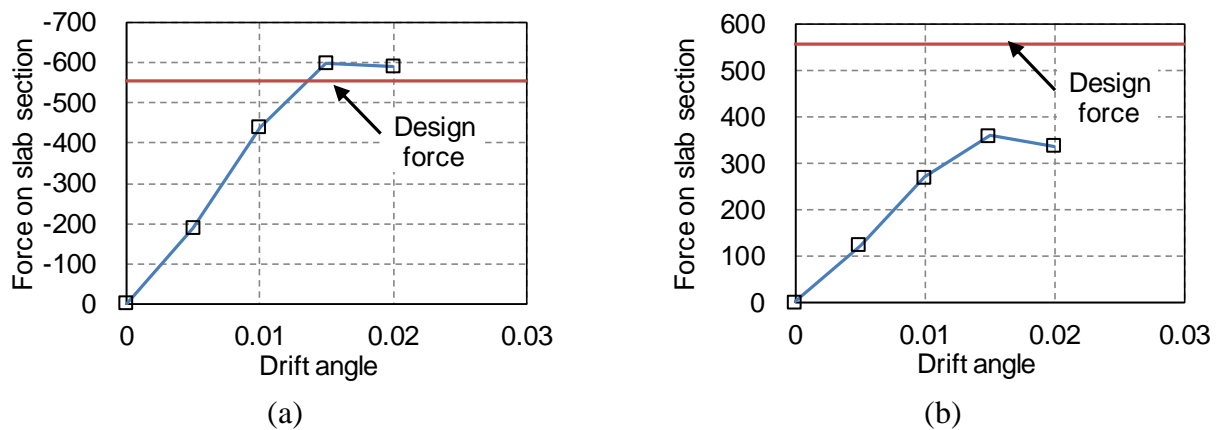 -700
-600
-500
-400
-300
-200
-100
0
Force on slab section
Design
force
0
0.01
0.02
0.03
Drift angle
(a)
600
500
400
300
200
100
0
Force on slab section
Design
force
0
0.01
0.02
0.03
Drift angle
(b)